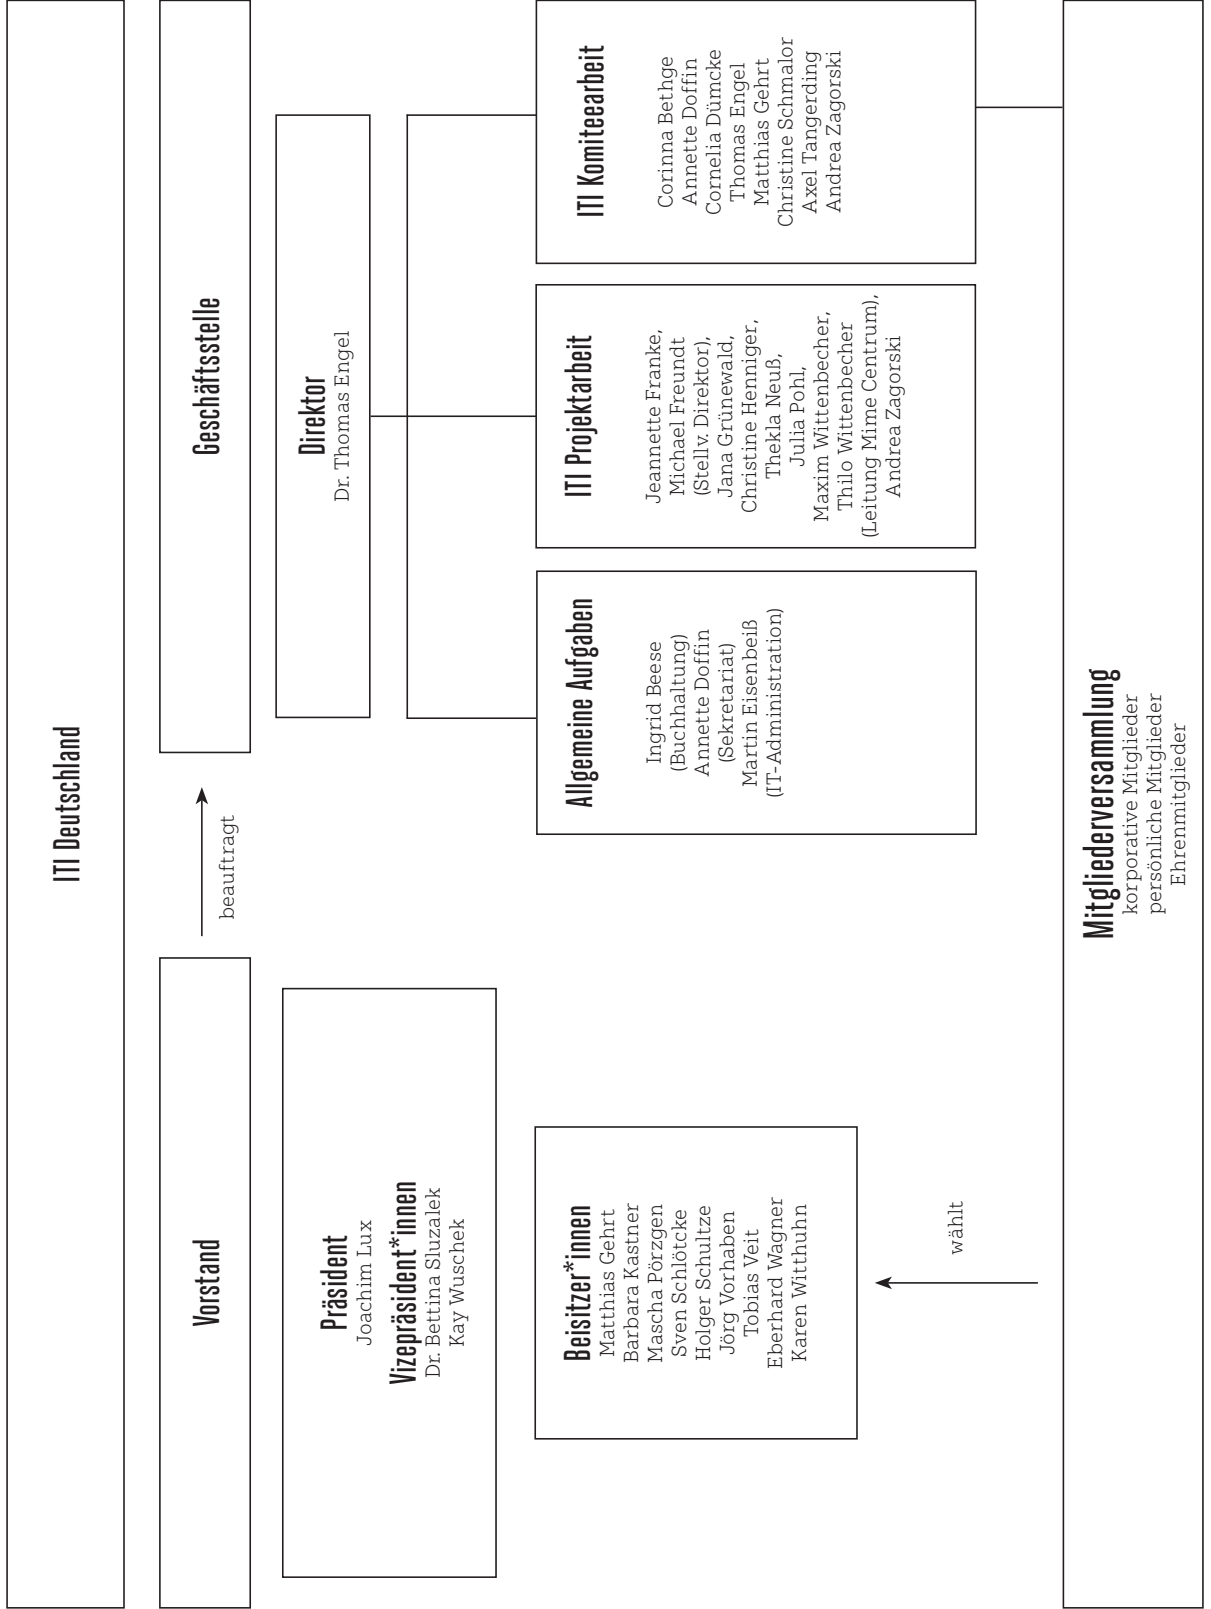 ITI Deutschland
Vorstand
beauftragt
Geschäftsstelle
Präsident
Joachim Lux
Vizepräsident*innen
Dr. Bettina Sluzalek
Kay Wuschek
Direktor
Dr. Thomas Engel
Beisitzer*innen
Matthias Gehrt
Barbara Kastner
Mascha Pörzgen
Sven Schlötcke
Holger Schultze
Jörg Vorhaben
Tobias Veit
Eberhard Wagner
Karen Witthuhn
Allgemeine Aufgaben
Ingrid Beese
(Buchhaltung)
Annette Doffin
(Sekretariat)
Martin Eisenbeiß
(IT-Administration)
ITI Projektarbeit
Jeannette Franke,
Michael Freundt
(Stellv. Direktor),
Jana Grünewald,
Christine Henniger,
Thekla Neuß,
Julia Pohl,
Maxim Wittenbecher,
Thilo Wittenbecher
(Leitung Mime Centrum),
Andrea Zagorski
ITI Komiteearbeit
Corinna Bethge
Annette Doffin
Cornelia Dümcke
Thomas Engel
Matthias Gehrt
Christine Schmalor
Axel Tangerding
Andrea Zagorski
wählt
Mitgliederversammlung
korporative Mitglieder
persönliche Mitglieder
Ehrenmitglieder